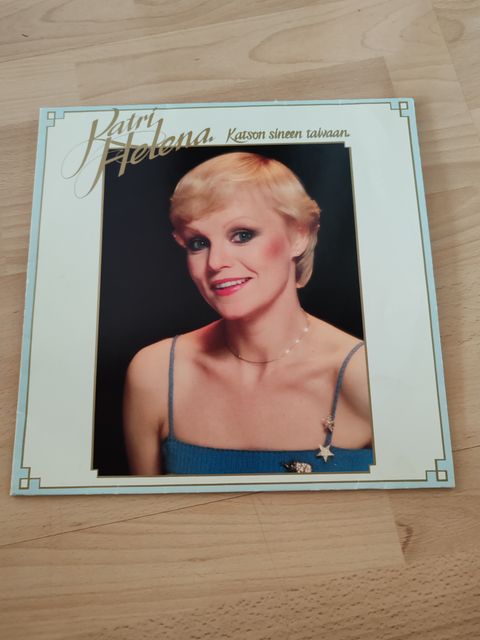 Katri
Helena. Katson sineen taivaan.